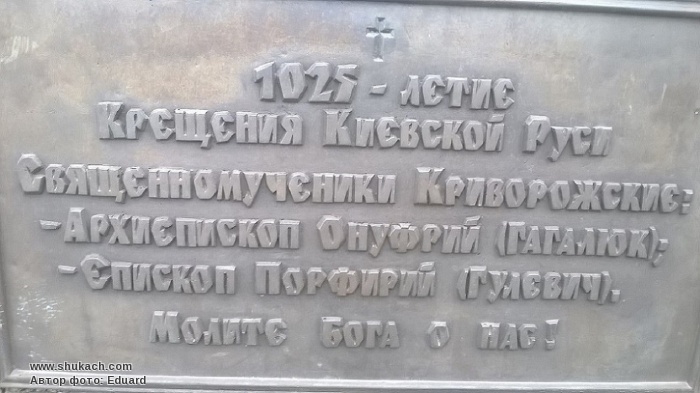 1025 - летие
Крещения Киевской Руси
Священномученики Криворожские:
-Архиепископ Онуфрий (Гагалюк);
-Епископ Порфирий (Гулевич).
Молите Бога о нас!
www.shukach.com
Автор фото: Eduard